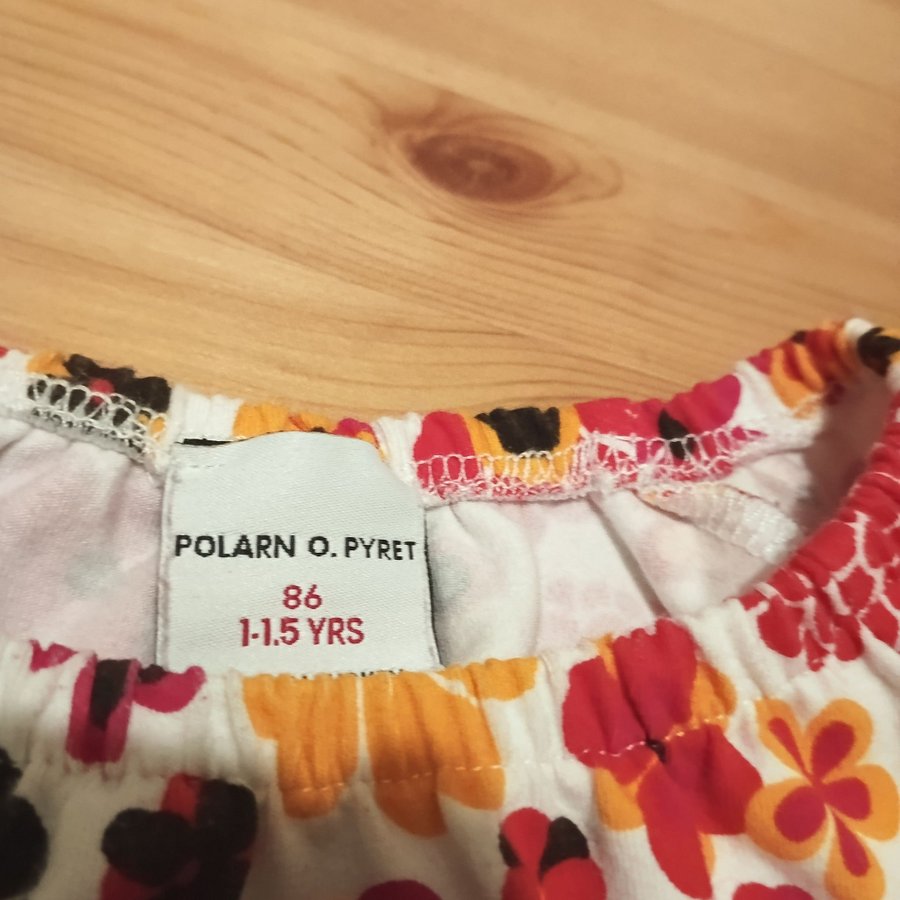 POLARN O. PYRET
86
1-1.5 YRS